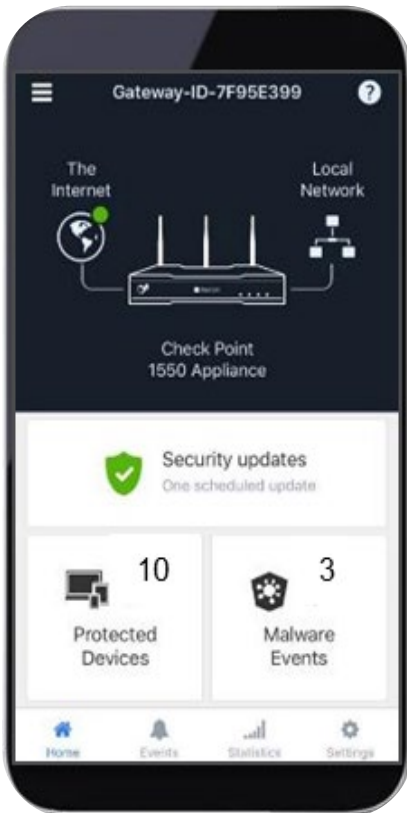 Gateway-ID-7F95E399
?
The
Internet
Local
Network
Check Point
1550 Appliance
Security updates
One scheduled update
10
Protected
Devices
3
Malware
Events
Home
Events
Statistics
Settings